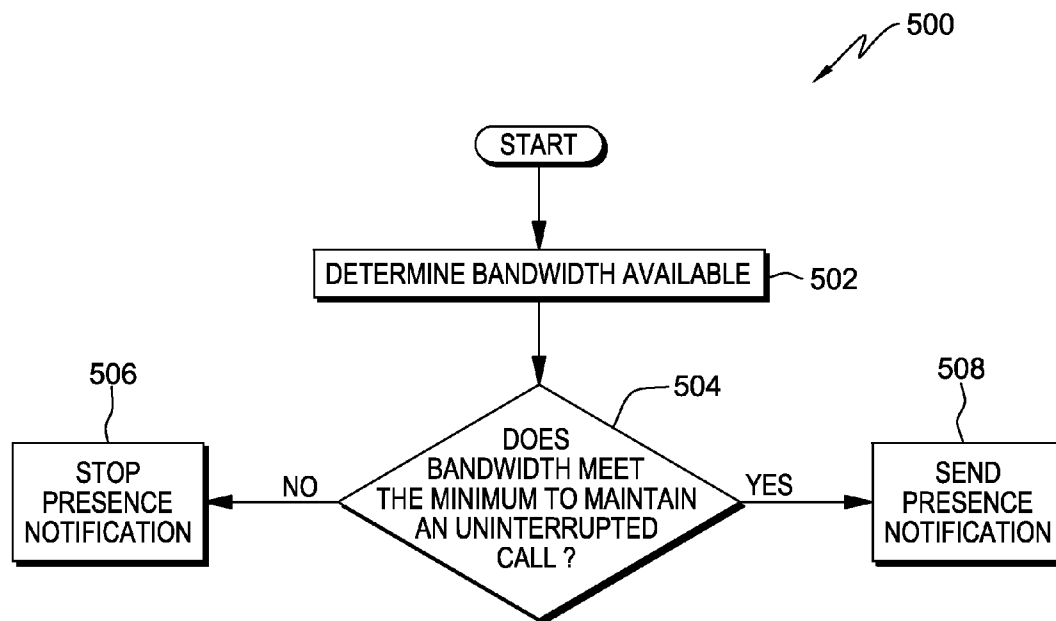 500
START
DETERMINE BANDWIDTH AVAILABLE
502
506
504
508
STOP
PRESENCE
NOTIFICATION
NO
DOES
BANDWIDTH MEET
THE MINIMUM TO MAINTAIN
AN UNINTERRUPTED
CALL ?
YES
SEND
PRESENCE
NOTIFICATION